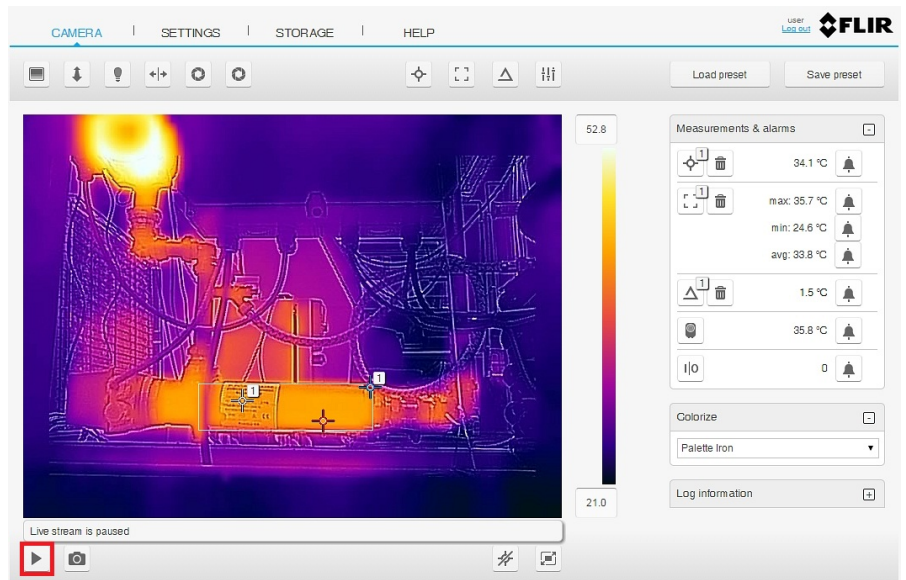 CAMERA SETTINGS STORAGE HELP
user
Log out
FLIR
Load preset Save preset
52.8
21.0
Measurements & alarms
1 34.1 °C
1 max: 35.7 °C
min: 24.6 °C
avg: 33.8 °C
1 1.5 °C
35.8 °C
I|O 0
Colorize
Palette Iron
Log information
1
1
Live stream is paused